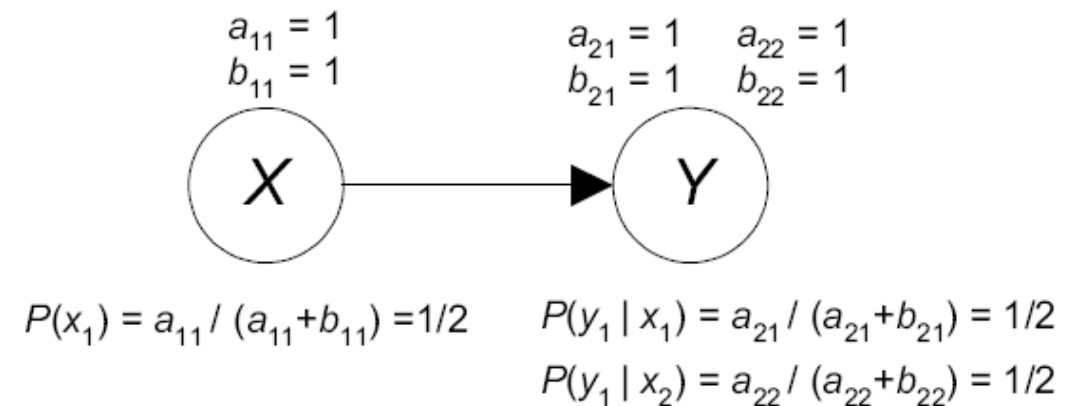 a₁₁ = 1
b₁₁ = 1
a₂₁ = 1 a₂₂ = 1
b₂₁ = 1 b₂₂ = 1
X
Y
P(x₁) = a₁₁ / (a₁₁+b₁₁) =1/2
P(y₁ | x₁) = a₂₁ / (a₂₁+b₂₁) = 1/2
P(y₁ | x₂) = a₂₂ / (a₂₂+b₂₂) = 1/2